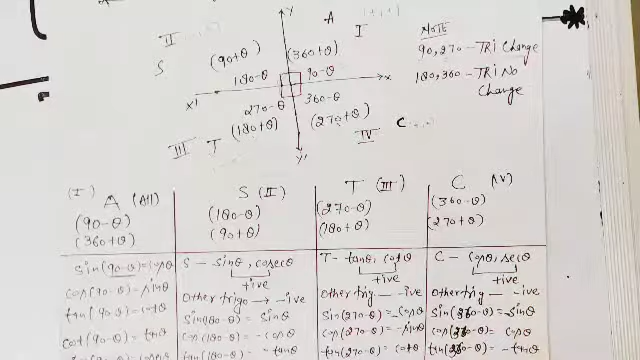 Y
A
II
I
(90+θ)
(360+θ)
S
180-θ
90-θ
X
X'
270-θ
360-θ
(180+θ)
(270+θ)
III T
IV
C....
Y'
NOTE
90, 270 - TRI Change
180, 360 - TRI No
Change
(I)
A (All)
(90-θ)
(360+θ)
sin(90-θ)=cosθ
cos(90-θ)=sinθ
tan(90-θ)=cotθ
cot(90-θ)=tanθ
S (II)
(180-θ)
(90+θ)
S - sinθ, cosecθ
+ive
Other trigo → -ive
Sin(180-θ) = sinθ
cos(180-θ) = -cosθ
tan(180-θ) = -tanθ
T (III)
(270-θ)
(180+θ)
T- tanθ, cotθ
+ive
Other trig — -ive
Sin(270-θ) = -cosθ
cos(270-θ) = -sinθ
tan(270-θ) = cotθ
C (IV)
(360-θ)
(270+θ)
C - cosθ, secθ
+ive
Other trig — -ive
Sin(360-θ) = -sinθ
cos(360-θ) = cosθ
tan(360-θ) = -tanθ